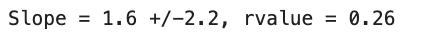 Slope = 1.6 +/-2.2, rvalue = 0.26